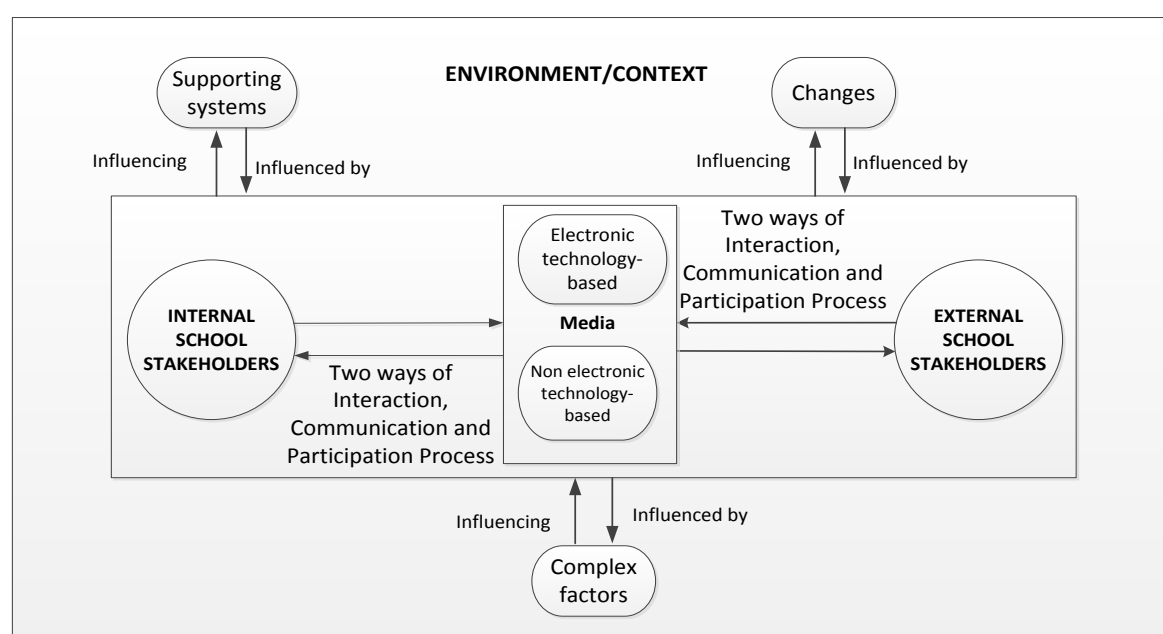 ENVIRONMENT/CONTEXT
Supporting
systems
Changes
Influencing
Influenced by
Influencing
Influenced by
Electronic
technology-
based
Two ways of
Interaction,
Communication and
Participation Process
INTERNAL
SCHOOL
STAKEHOLDERS
Media
EXTERNAL
SCHOOL
STAKEHOLDERS
Two ways of
Interaction,
Communication and
Participation Process
Non electronic
technology-
based
Influencing
Influenced by
Complex
factors